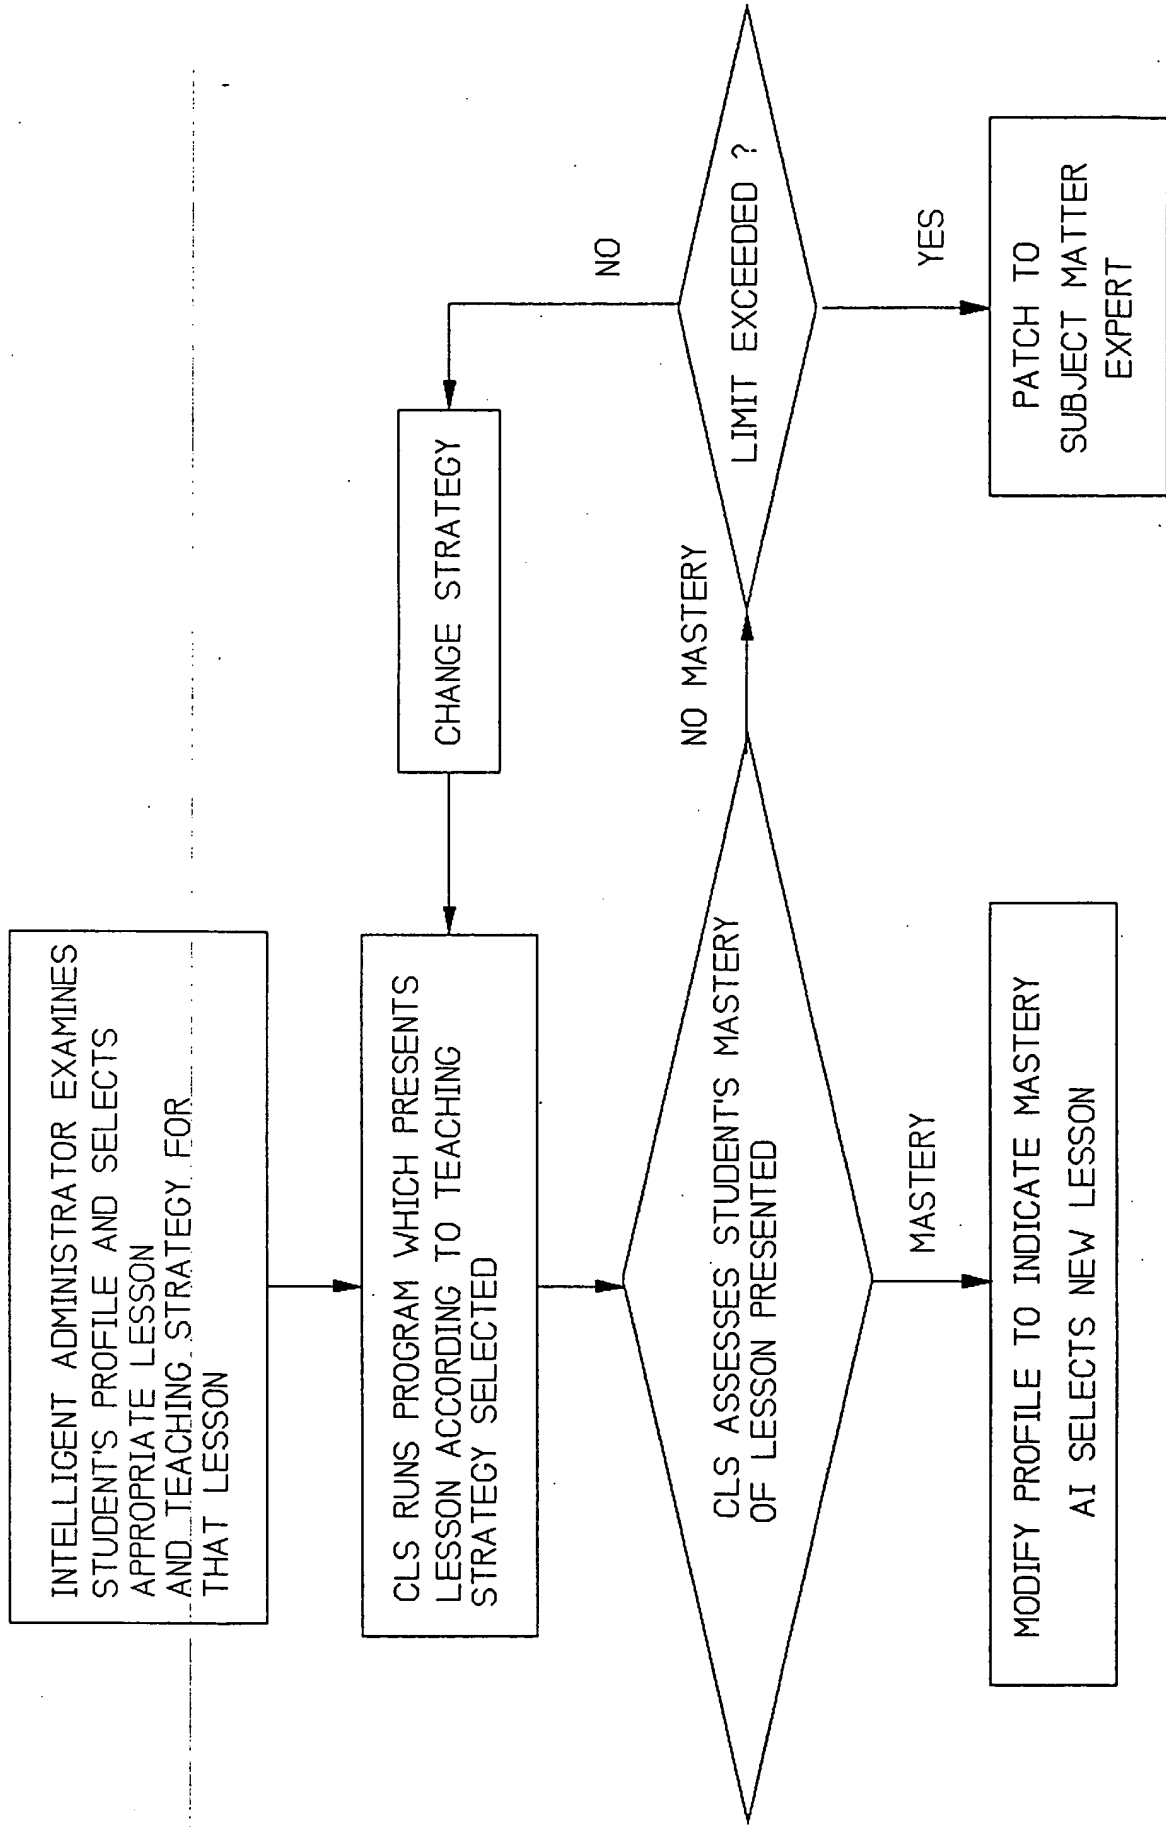 INTELLIGENT ADMINISTRATOR EXAMINES
STUDENT'S PROFILE AND SELECTS
APPROPRIATE LESSON
AND TEACHING STRATEGY FOR
THAT LESSON
CLS RUNS PROGRAM WHICH PRESENTS
LESSON ACCORDING TO TEACHING
STRATEGY SELECTED
CHANGE STRATEGY
NO
CLS ASSESSES STUDENT'S MASTERY
OF LESSON PRESENTED
NO MASTERY
LIMIT EXCEEDED ?
MASTERY
YES
MODIFY PROFILE TO INDICATE MASTERY
AI SELECTS NEW LESSON
PATCH TO
SUBJECT MATTER
EXPERT